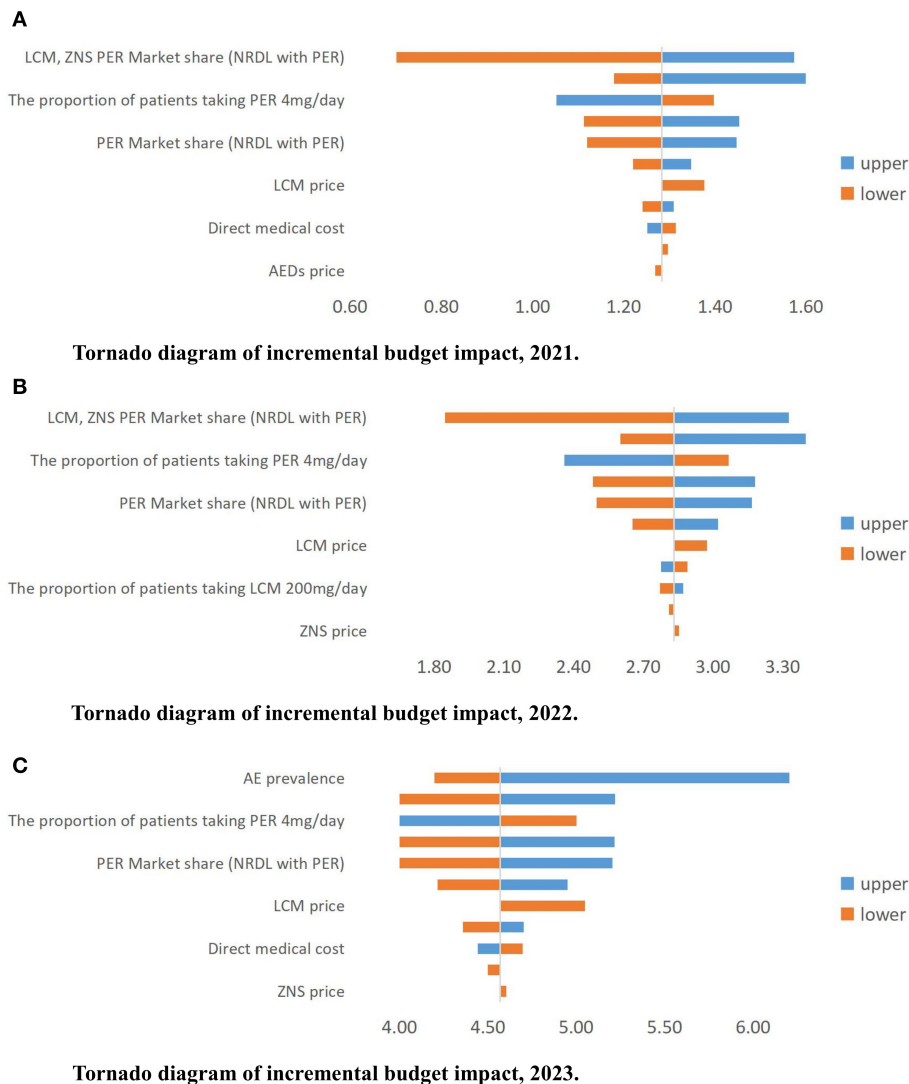 A
LCM, ZNS PER Market share (NRDL with PER)
The proportion of patients taking PER 4mg/day
PER Market share (NRDL with PER)
upper
LCM price
lower
Direct medical cost
AEDs price
0.60 0.80 1.00 1.20 1.40 1.60
Tornado diagram of incremental budget impact, 2021.
B
LCM, ZNS PER Market share (NRDL with PER)
The proportion of patients taking PER 4mg/day
PER Market share (NRDL with PER)
upper
LCM price
lower
The proportion of patients taking LCM 200mg/day
ZNS price
1.80 2.10 2.40 2.70 3.00 3.30
Tornado diagram of incremental budget impact, 2022.
C
AE prevalence
The proportion of patients taking PER 4mg/day
PER Market share (NRDL with PER)
upper
LCM price
lower
Direct medical cost
ZNS price
4.00 4.50 5.00 5.50 6.00
Tornado diagram of incremental budget impact, 2023.